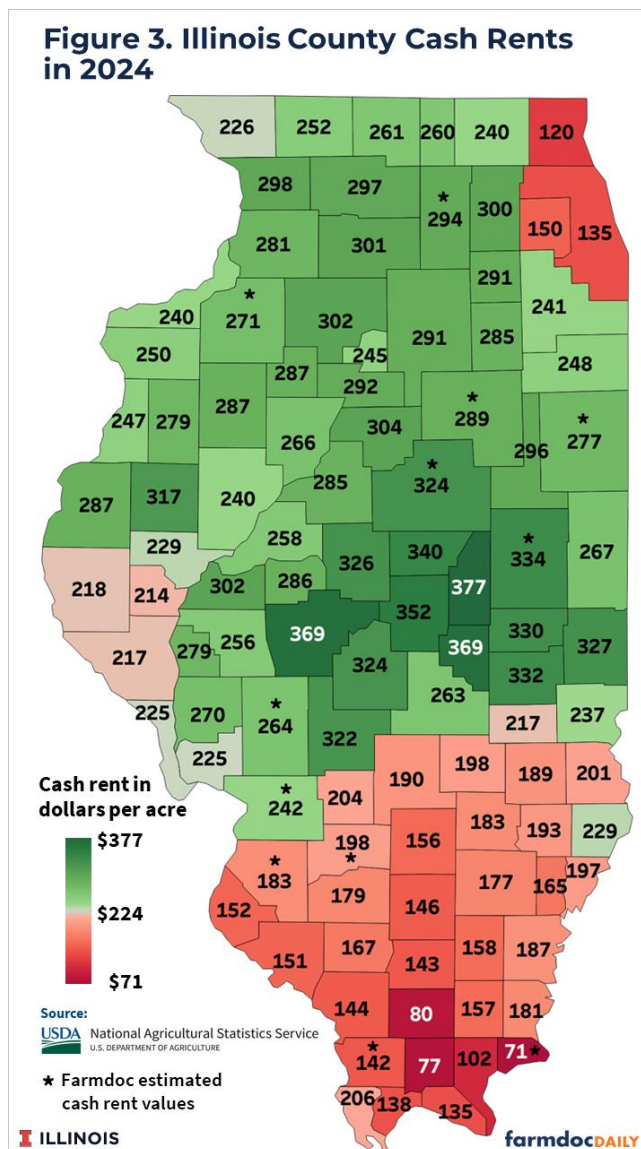 Figure 3. Illinois County Cash Rents
in 2024
226 252 261 260 240 120
298 297 * 294 300 150 135
281 301 291 241
240 * 271 302 291 285
250 245 248
287 292
247 279 287 304 * 289 296 * 277
266
287 317 240 285 * 324
229 258 326 340 * 334 267
218 214 302 286 377
352
217 279 256 369 324 369 330 327
332
225 270 * 264 322 263 217 237
225
Cash rent in
dollars per acre
$377
$224
$71
* 242 204 190 198 189 201
156 183 193 229
* 183 198 * 177 165 197
152 179 146
151 167 143 158 187
144 80 157 181
* 142 77 102 71 *
206 138 135
Source:
USDA National Agricultural Statistics Service
U.S. DEPARTMENT OF AGRICULTURE
* Farmdoc estimated
cash rent values
I ILLINOIS
farmdocDAILY